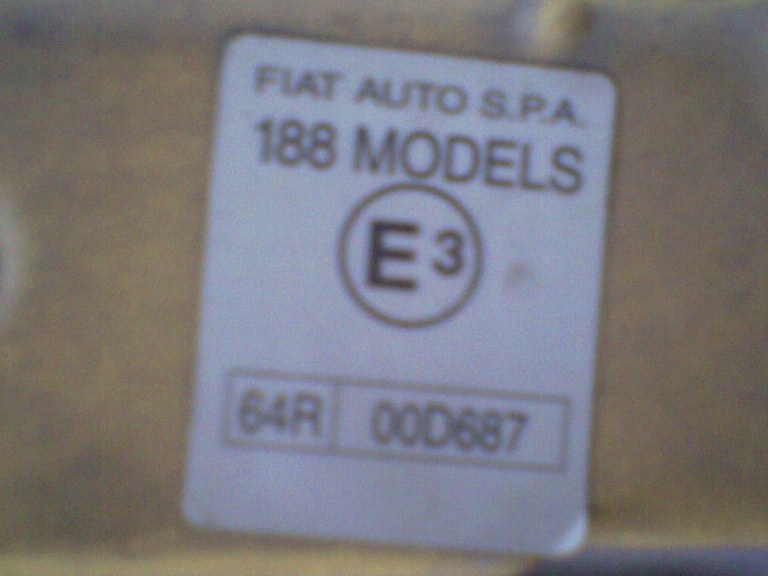 FIAT AUTO S.P.A.
188 MODELS
E3
64R 00D687